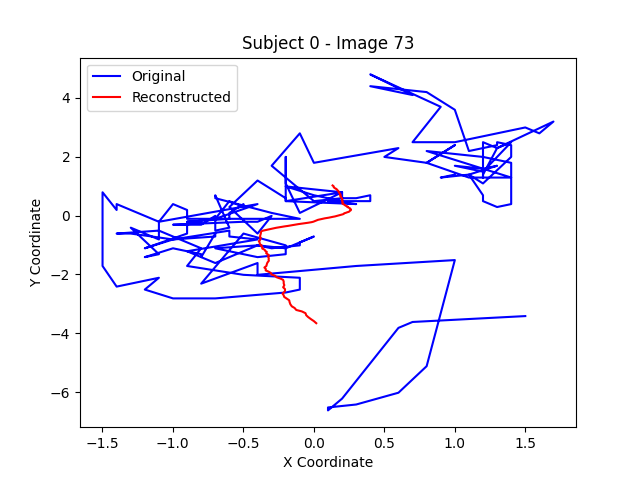 Subject 0 - Image 73
Original
Reconstructed
Y Coordinate
4
2
0
−2
−4
−6
−1.5 −1.0 −0.5 0.0 0.5 1.0 1.5
X Coordinate